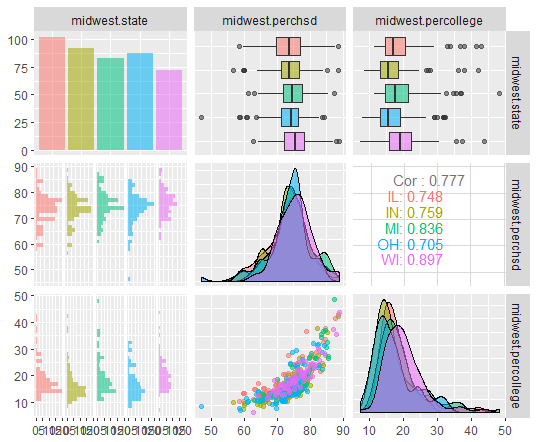 midwest.state
midwest.perchsd
midwest.percollege
100
75
50
25
0
midwest.state
90
80
70
60
50
Cor : 0.777
IL: 0.748
IN: 0.759
MI: 0.836
OH: 0.705
WI: 0.897
midwest.perchsd
50
40
30
20
10
midwest.percollege
50 60 70 80 90
10 20 30 40 50